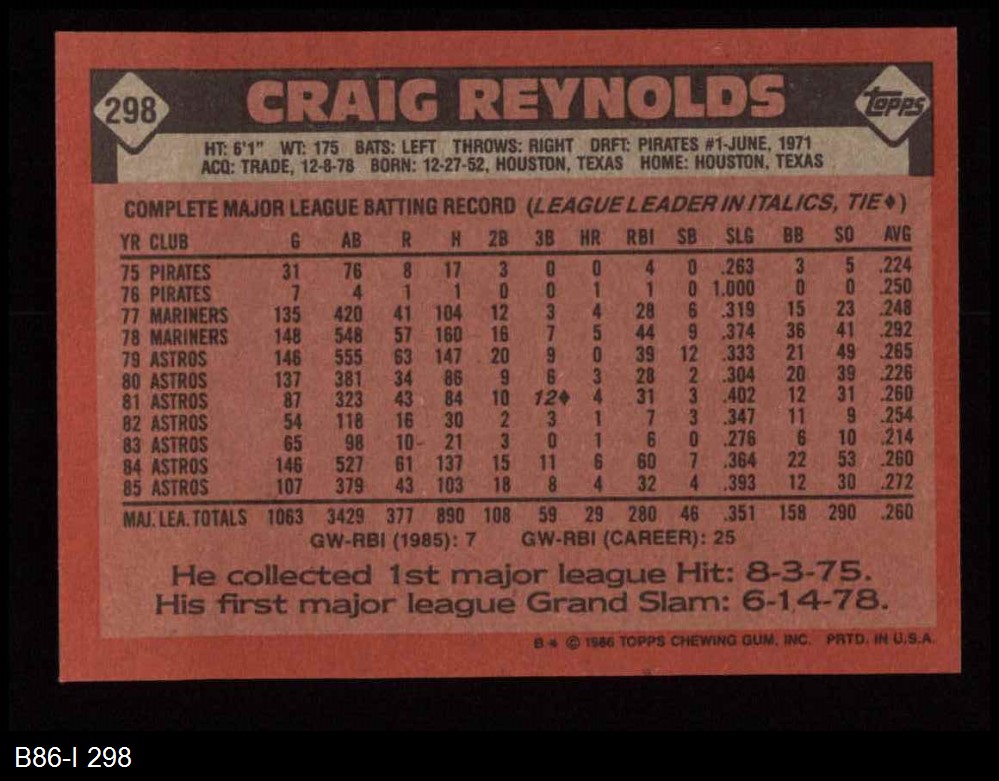 298
CRAIG REYNOLDS
Topps
HT: 6'1" WT: 175 BATS: LEFT THROWS: RIGHT DRFT: PIRATES #1-JUNE, 1971
ACQ: TRADE, 12-8-78 BORN: 12-27-52, HOUSTON, TEXAS HOME: HOUSTON, TEXAS
COMPLETE MAJOR LEAGUE BATTING RECORD (LEAGUE LEADER IN ITALICS, TIE♦)
YR CLUB G AB R H 2B 3B HR RBI SB SLG BB SO AVG
75 PIRATES 31 76 8 17 3 0 0 4 0 .263 3 5 .224
76 PIRATES 7 4 1 1 0 0 1 1 0 1.000 0 0 .250
77 MARINERS 135 420 41 104 12 3 4 28 6 .319 15 23 .248
78 MARINERS 148 548 57 160 16 7 5 44 9 .374 36 41 .292
79 ASTROS 146 555 63 147 20 9 0 39 12 .333 21 49 .265
80 ASTROS 137 381 34 86 9 6 3 28 2 .304 20 39 .226
81 ASTROS 87 323 43 84 10 12♦ 4 31 3 .402 12 31 .260
82 ASTROS 54 118 16 30 2 3 1 7 3 .347 11 9 .254
83 ASTROS 65 98 10 21 3 0 1 6 0 .276 6 10 .214
84 ASTROS 146 527 61 137 15 11 6 60 7 .364 22 53 .260
85 ASTROS 107 379 43 103 18 8 4 32 4 .393 12 30 .272
MAJ. LEA. TOTALS 1063 3429 377 890 108 59 29 280 46 .351 158 290 .260
GW-RBI (1985): 7 GW-RBI (CAREER): 25
He collected 1st major league Hit: 8-3-75.
His first major league Grand Slam: 6-14-78.
B* © 1986 TOPPS CHEWING GUM, INC. PRTD. IN U.S.A.
B86-I 298